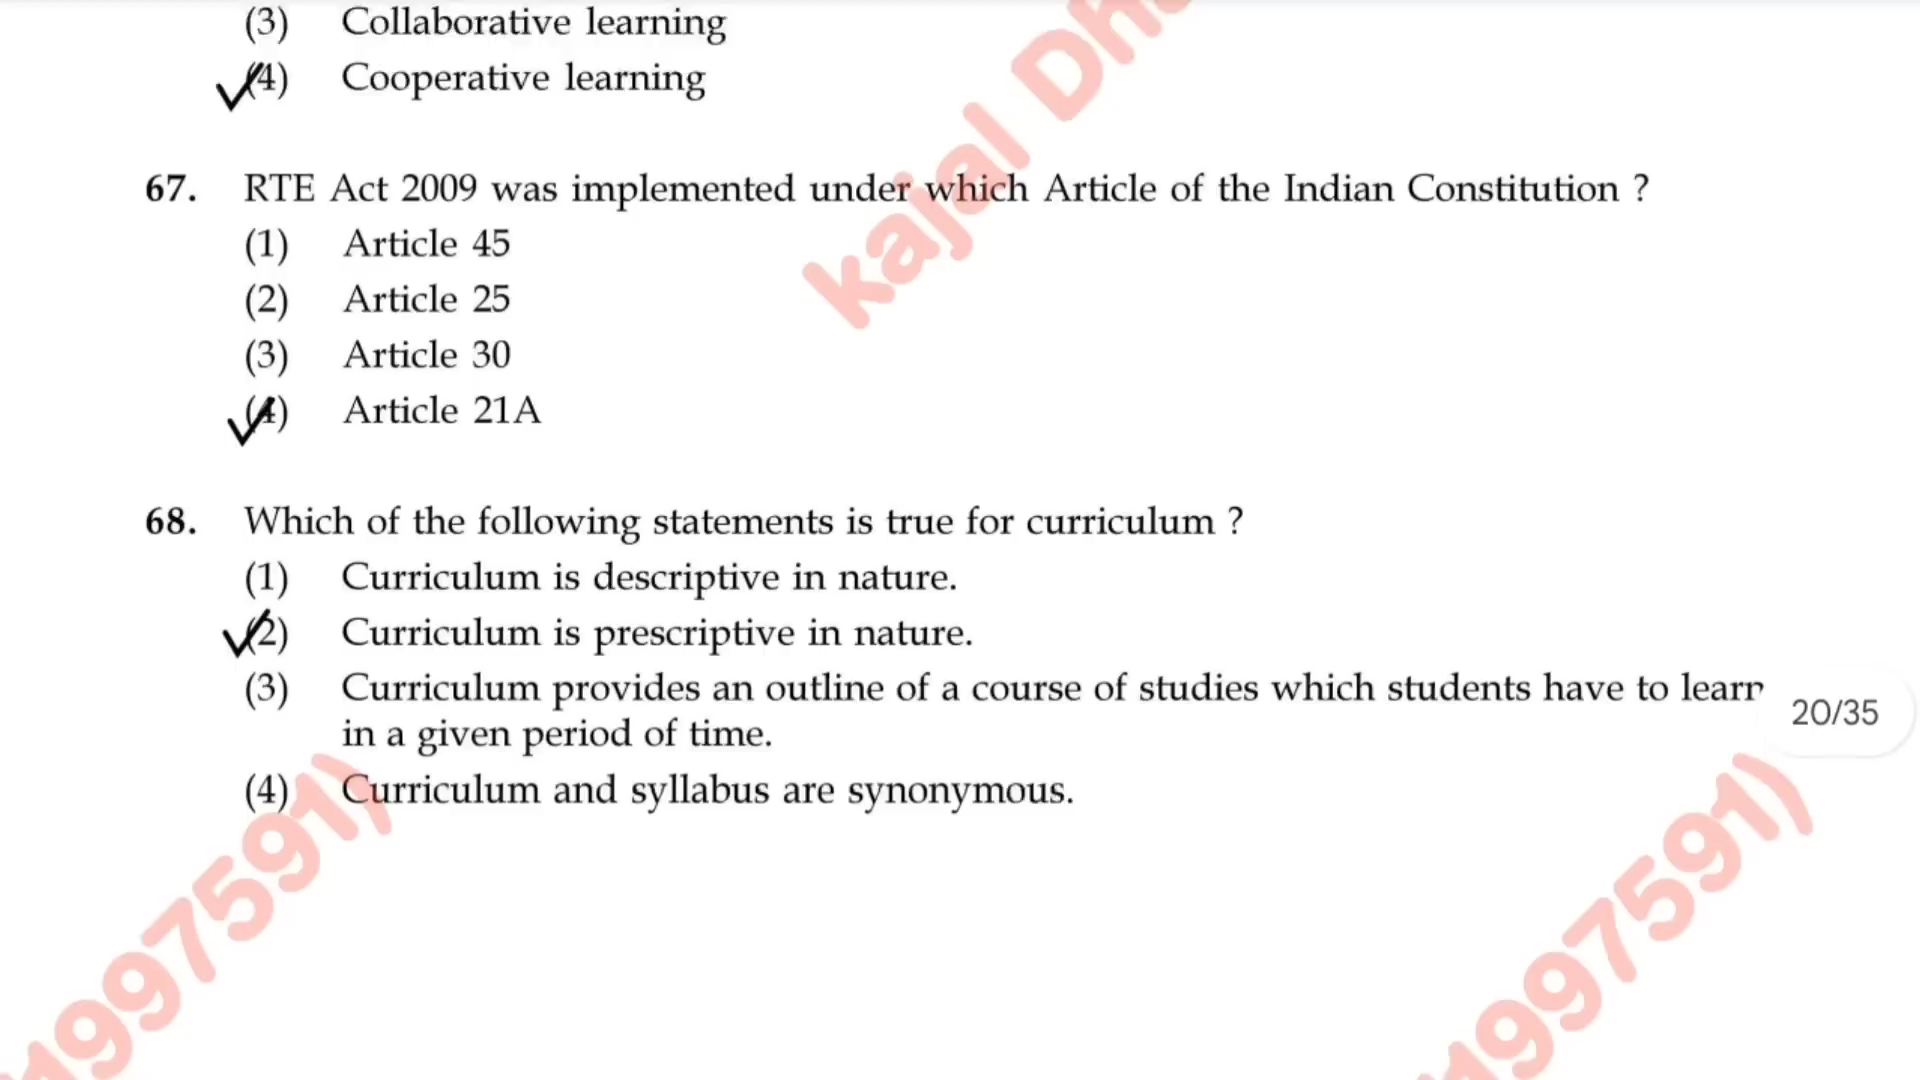 (3) Collaborative learning
(4) Cooperative learning
67. RTE Act 2009 was implemented under which Article of the Indian Constitution ?
(1) Article 45
(2) Article 25
(3) Article 30
(4) Article 21A
68. Which of the following statements is true for curriculum ?
(1) Curriculum is descriptive in nature.
(2) Curriculum is prescriptive in nature.
(3) Curriculum provides an outline of a course of studies which students have to learn
in a given period of time.
20/35
(4) Curriculum and syllabus are synonymous.
kajal Dh
1997591)
1997591)